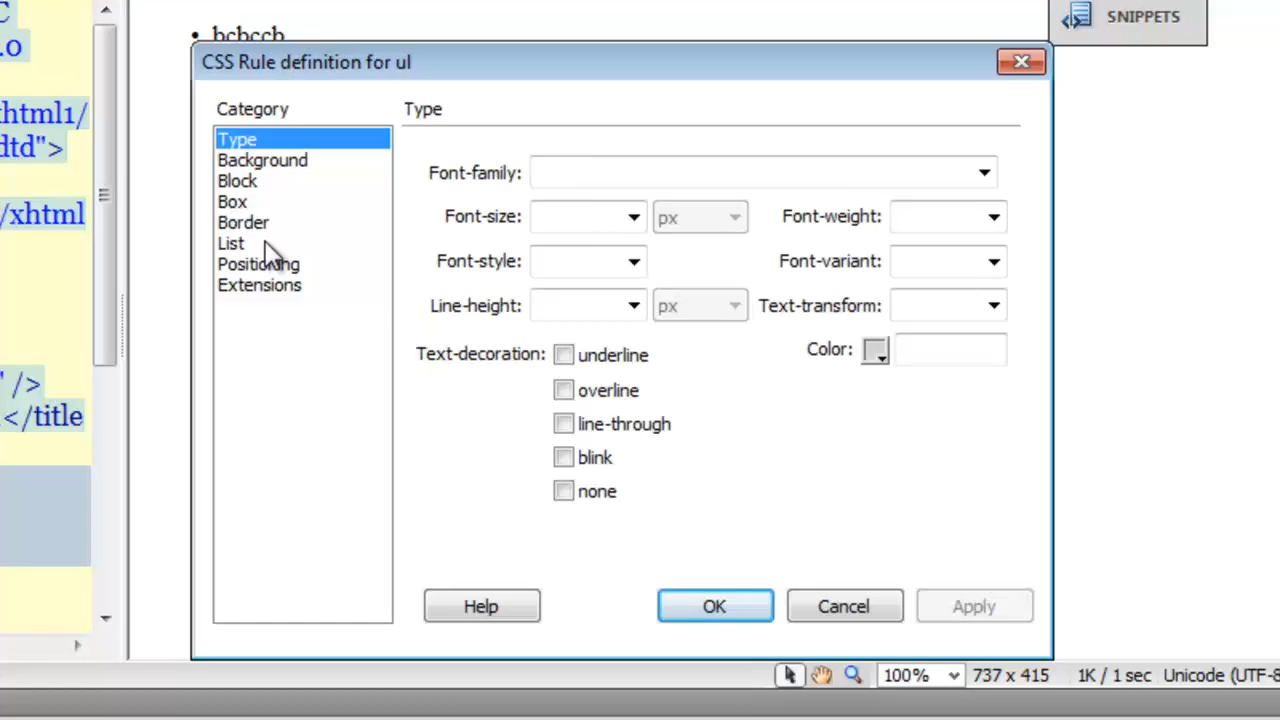 C
.o
xhtml1/
dtd">
/xhtml
" />
.</title
• bcbccb
SNIPPETS
CSS Rule definition for ul
Category
Type
Background
Block
Box
Border
List
Positioning
Extensions
Type
Font-family:
Font-size: px Font-weight:
Font-style: Font-variant:
Line-height: px Text-transform:
Text-decoration: underline Color:
overline
line-through
blink
none
Help OK Cancel Apply
100% 737 x 415 1K / 1 sec Unicode (UTF-8